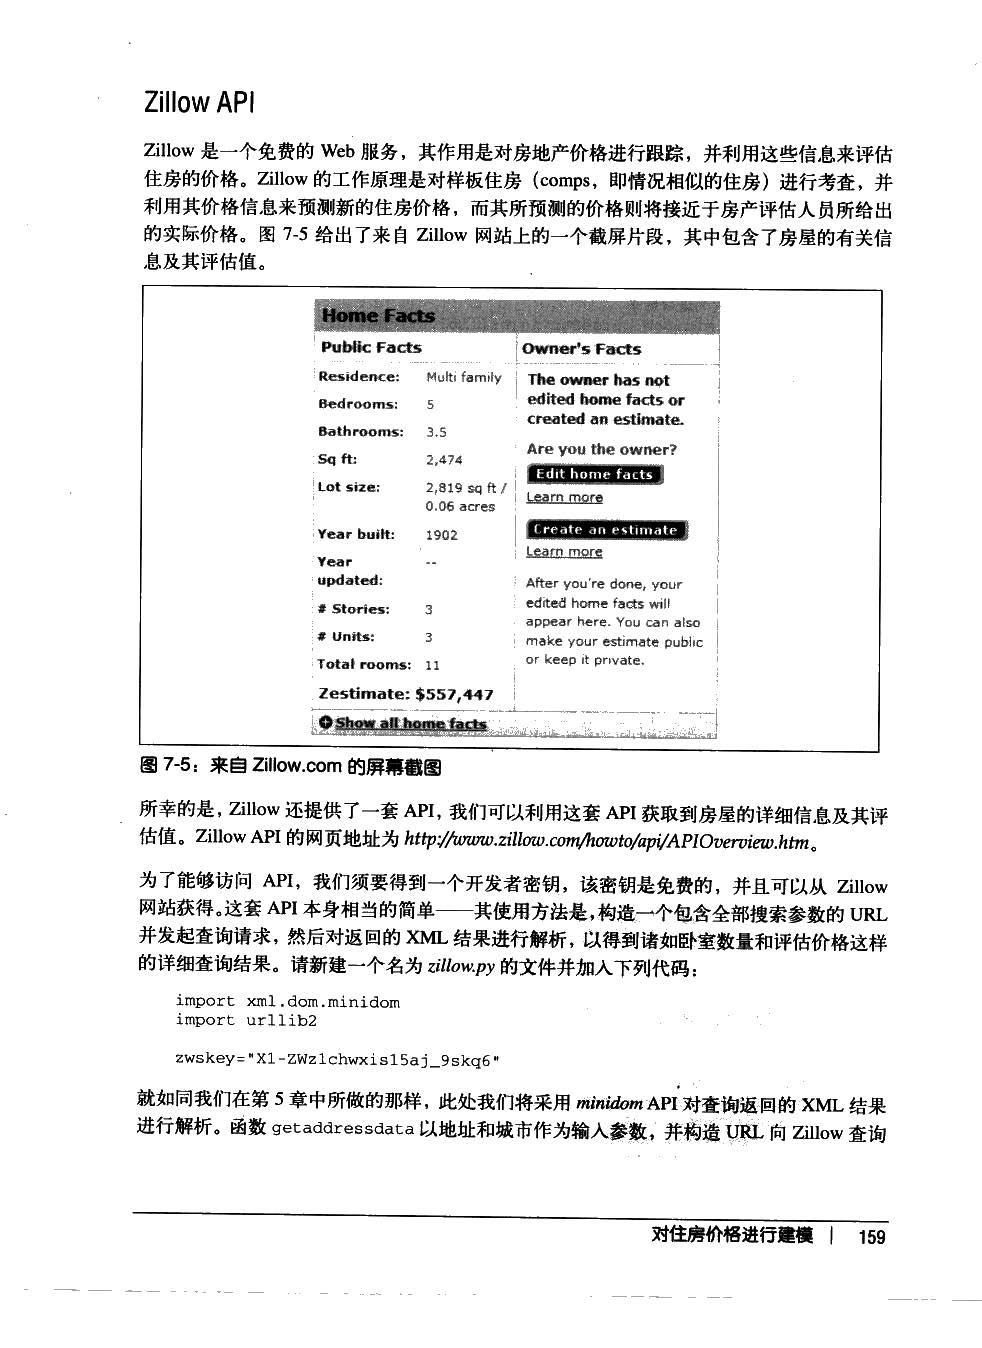 Zillow API
Zillow 是一个免费的 Web 服务，其作用是对房地产价格进行跟踪，并利用这些信息来评估
住房的价格。Zillow 的工作原理是对样板住房（comps，即情况相似的住房）进行考查，并
利用其价格信息来预测新的住房价格，而其所预测的价格则将接近于房产评估人员所给出
的实际价格。图 7-5 给出了来自 Zillow 网站上的一个截屏片段，其中包含了房屋的有关信
息及其评估值。
Home Facts
Public Facts
Residence: Multi family
Bedrooms: 5
Bathrooms: 3.5
Sq ft: 2,474
Lot size: 2,819 sq ft /
0.06 acres
Year built: 1902
Year --
updated:
# Stories: 3
# Units: 3
Total rooms: 11
Zestimate: $557,447
Show all home facts
Owner's Facts
The owner has not
edited home facts or
created an estimate.
Are you the owner?
Edit home facts
Learn more
Create an estimate
Learn more
After you're done, your
edited home facts will
appear here. You can also
make your estimate public
or keep it private.
图 7-5：来自 Zillow.com 的屏幕截图
所幸的是，Zillow 还提供了一套 API，我们可以利用这套 API 获取到房屋的详细信息及其评
估值。Zillow API 的网页地址为 http://www.zillow.com/howto/api/APIOverview.htm。
为了能够访问 API，我们须要得到一个开发者密钥，该密钥是免费的，并且可以从 Zillow
网站获得。这套 API 本身相当的简单——其使用方法是，构造一个包含全部搜索参数的 URL
并发起查询请求，然后对返回的 XML 结果进行解析，以得到诸如卧室数量和评估价格这样
的详细查询结果。请新建一个名为 zillow.py 的文件并加入下列代码：
import xml.dom.minidom
import urllib2
zwskey="X1-ZWz1chwxis15aj_9skq6"
就如同我们在第 5 章中所做的那样，此处我们将采用 minidom API 对查询返回的 XML 结果
进行解析。函数 getaddressdata 以地址和城市作为输入参数，并构造 URL 向 Zillow 查询
对住房价格进行建模 | 159